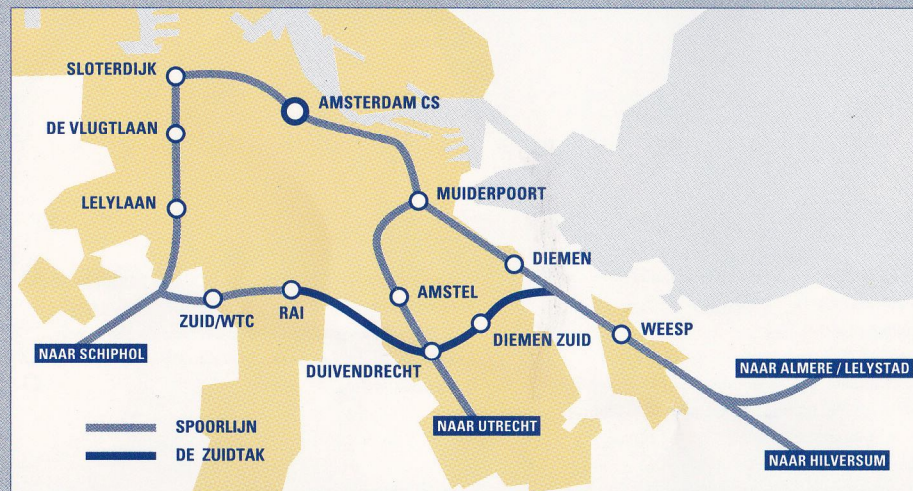 SLOTERDIJK
AMSTERDAM CS
DE VLUGTLAAN
MUIDERPOORT
LELYLAAN
DIEMEN
AMSTEL
ZUID/WTC
RAI
DIEMEN ZUID
WEESP
NAAR SCHIPHOL
DUIVENDRECHT
NAAR ALMERE / LELYSTAD
SPOORLIJN
NAAR UTRECHT
DE ZUIDTAK
NAAR HILVERSUM